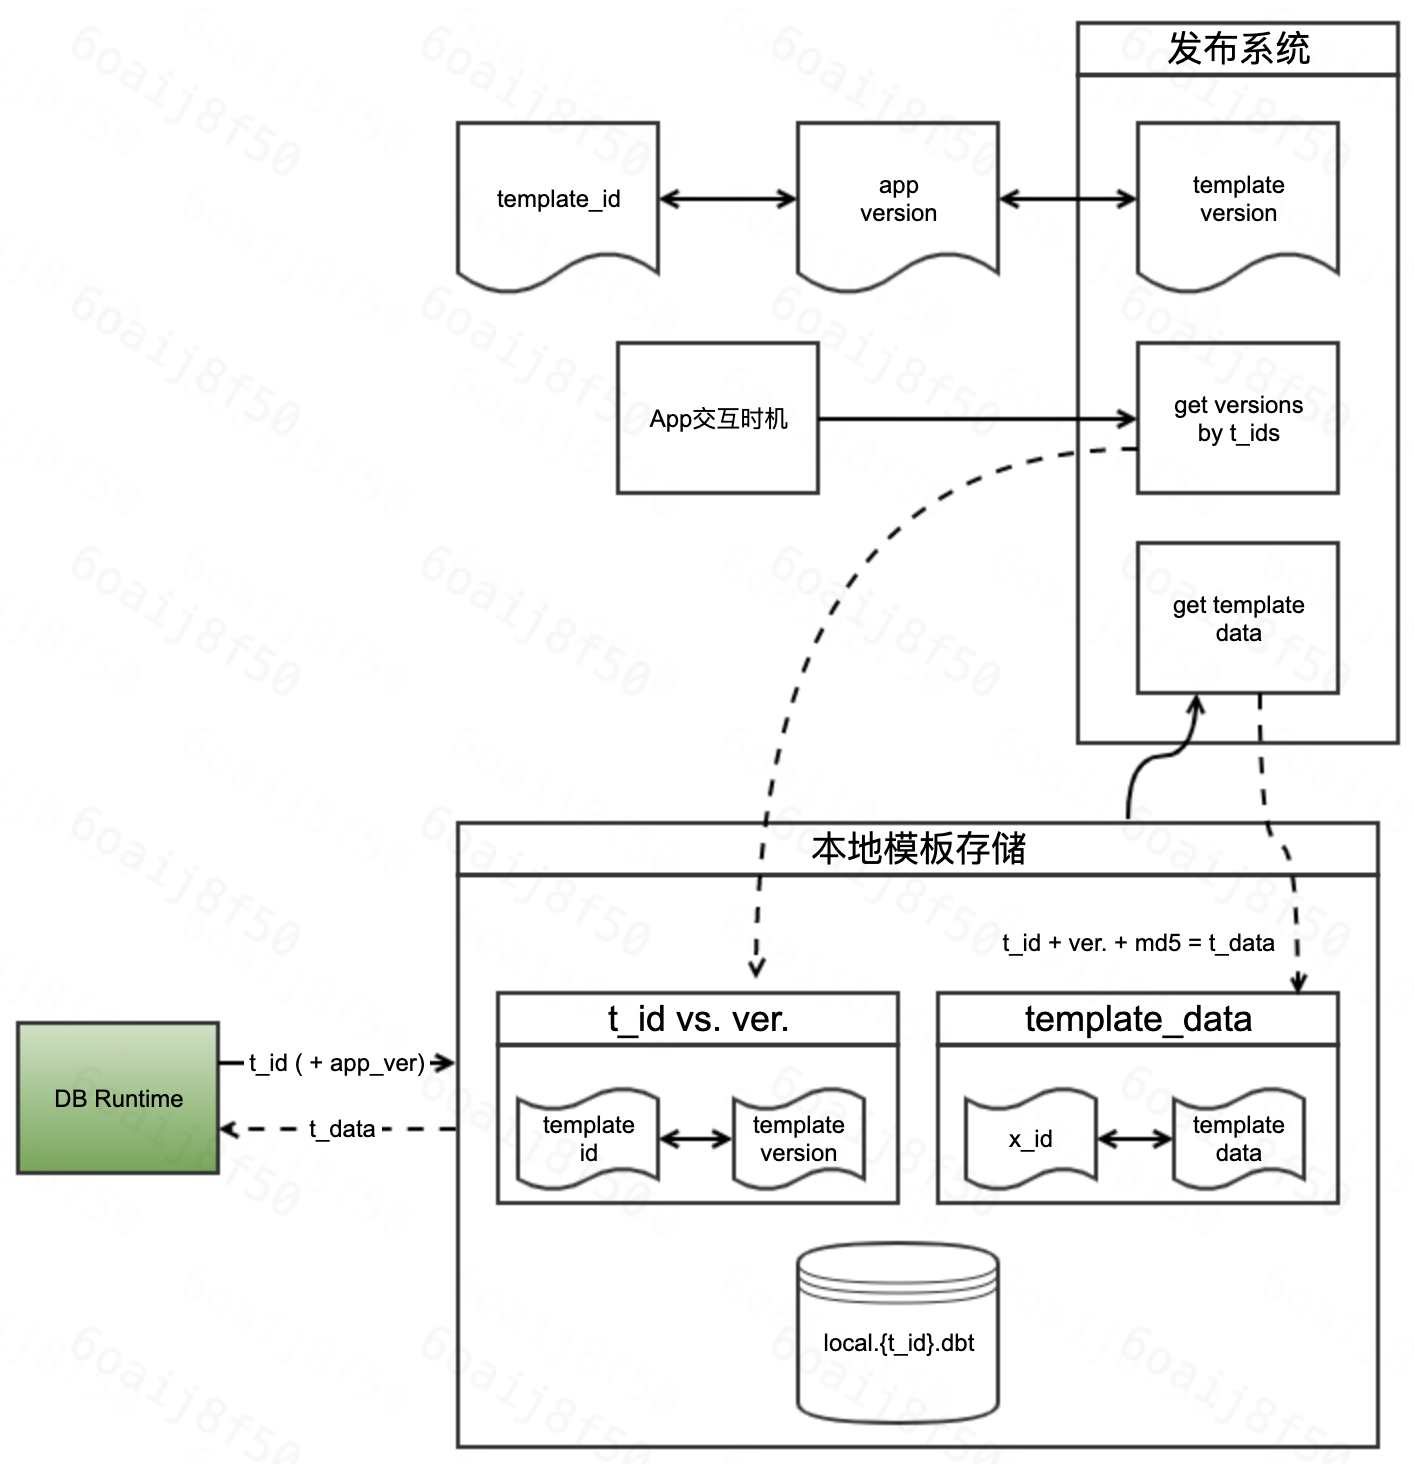 发布系统
template_id
app
version
template
version
App交互时机
get versions
by t_ids
get template
data
本地模板存储
t_id + ver. + md5 = t_data
t_id vs. ver.
template_data
DB Runtime
t_id ( + app_ver)
t_data
template
id
template
version
x_id
template
data
local.{t_id}.dbt
6oaij8f50